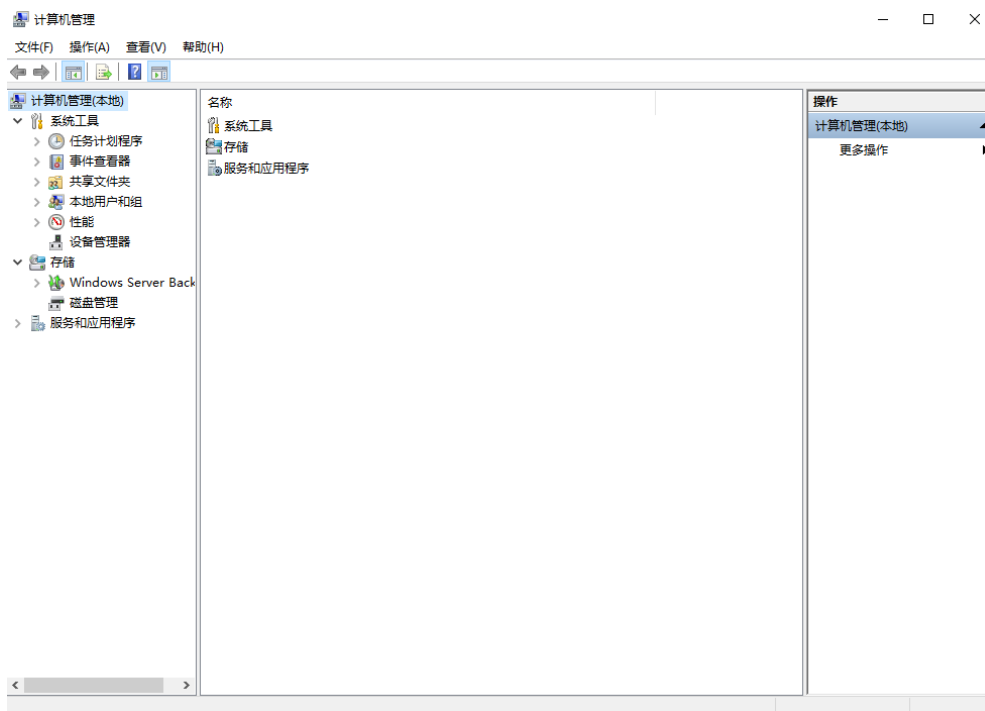 计算机管理
文件(F) 操作(A) 查看(V) 帮助(H)
计算机管理(本地)
系统工具
任务计划程序
事件查看器
共享文件夹
本地用户和组
性能
设备管理器
存储
Windows Server Back
磁盘管理
服务和应用程序
名称
系统工具
存储
服务和应用程序
操作
计算机管理(本地)
更多操作